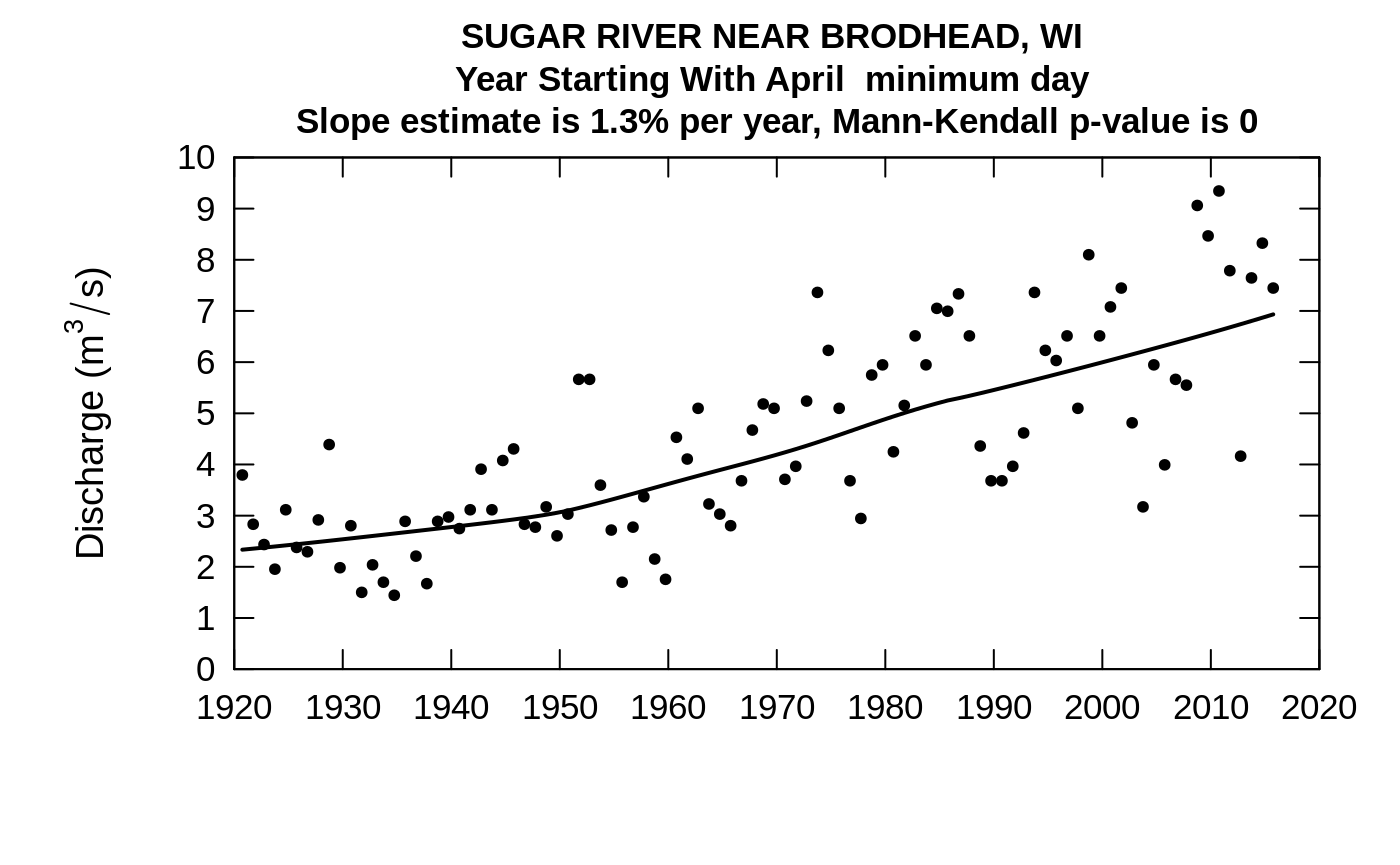 SUGAR RIVER NEAR BRODHEAD, WI
Year Starting With April  minimum day
Slope estimate is 1.3% per year, Mann-Kendall p-value is 0
Discharge (m³/s)
10
9
8
7
6
5
4
3
2
1
0
1920 1930 1940 1950 1960 1970 1980 1990 2000 2010 2020